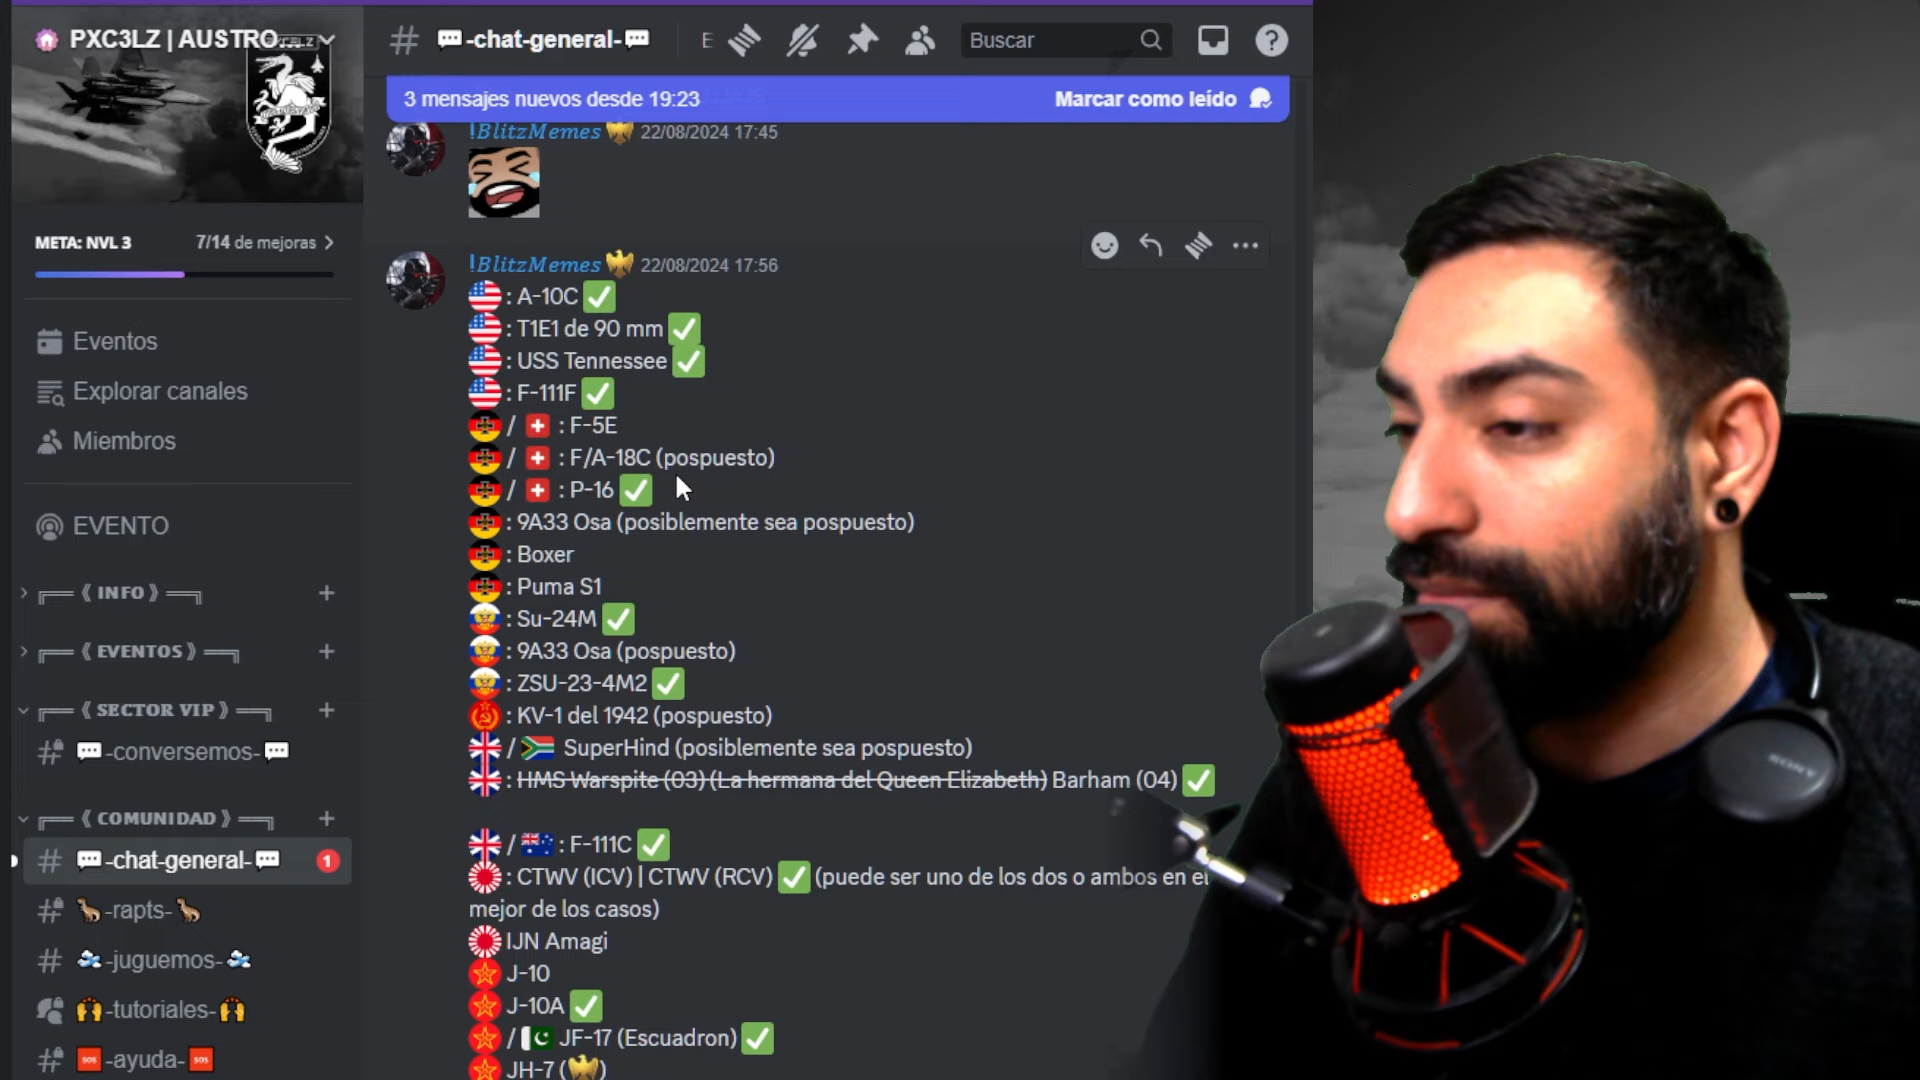 PXC3LZ | AUSTRO...
META: NVL 3
7/14 de mejoras
Eventos
Explorar canales
Miembros
EVENTO
╔══《 INFO 》══╗
╔══《 EVENTOS 》══╗
╔══《 SECTOR VIP 》══╗
💬-conversemos-💬
╔══《 COMUNIDAD 》══╗
💬-chat-general-💬 1
🦕-rapts-🦕
-juguemos-
🙌-tutoriales-🙌
🆘-ayuda-🆘
# 💬-chat-general-💬
E
Buscar
3 mensajes nuevos desde 19:23
Marcar como leído
!BlitzMemes 22/08/2024 17:45
!BlitzMemes 22/08/2024 17:56
: A-10C ✅
: T1E1 de 90 mm ✅
: USS Tennessee ✅
: F-111F ✅
/ 🇨🇭 : F-5E
/ 🇨🇭 : F/A-18C (pospuesto)
/ 🇨🇭 : P-16 ✅
: 9A33 Osa (posiblemente sea pospuesto)
: Boxer
: Puma S1
: Su-24M ✅
: 9A33 Osa (pospuesto)
: ZSU-23-4M2 ✅
: KV-1 del 1942 (pospuesto)
/ 🇿🇦 SuperHind (posiblemente sea pospuesto)
: HMS Warspite (03) (La hermana del Queen Elizabeth) Barham (04) ✅
/ 🇦🇺 : F-111C ✅
: CTWV (ICV) | CTWV (RCV) ✅ (puede ser uno de los dos o ambos en el
mejor de los casos)
IJN Amagi
J-10
J-10A ✅
/ 🇵🇰 JF-17 (Escuadron) ✅
JH-7 ( )
SONY